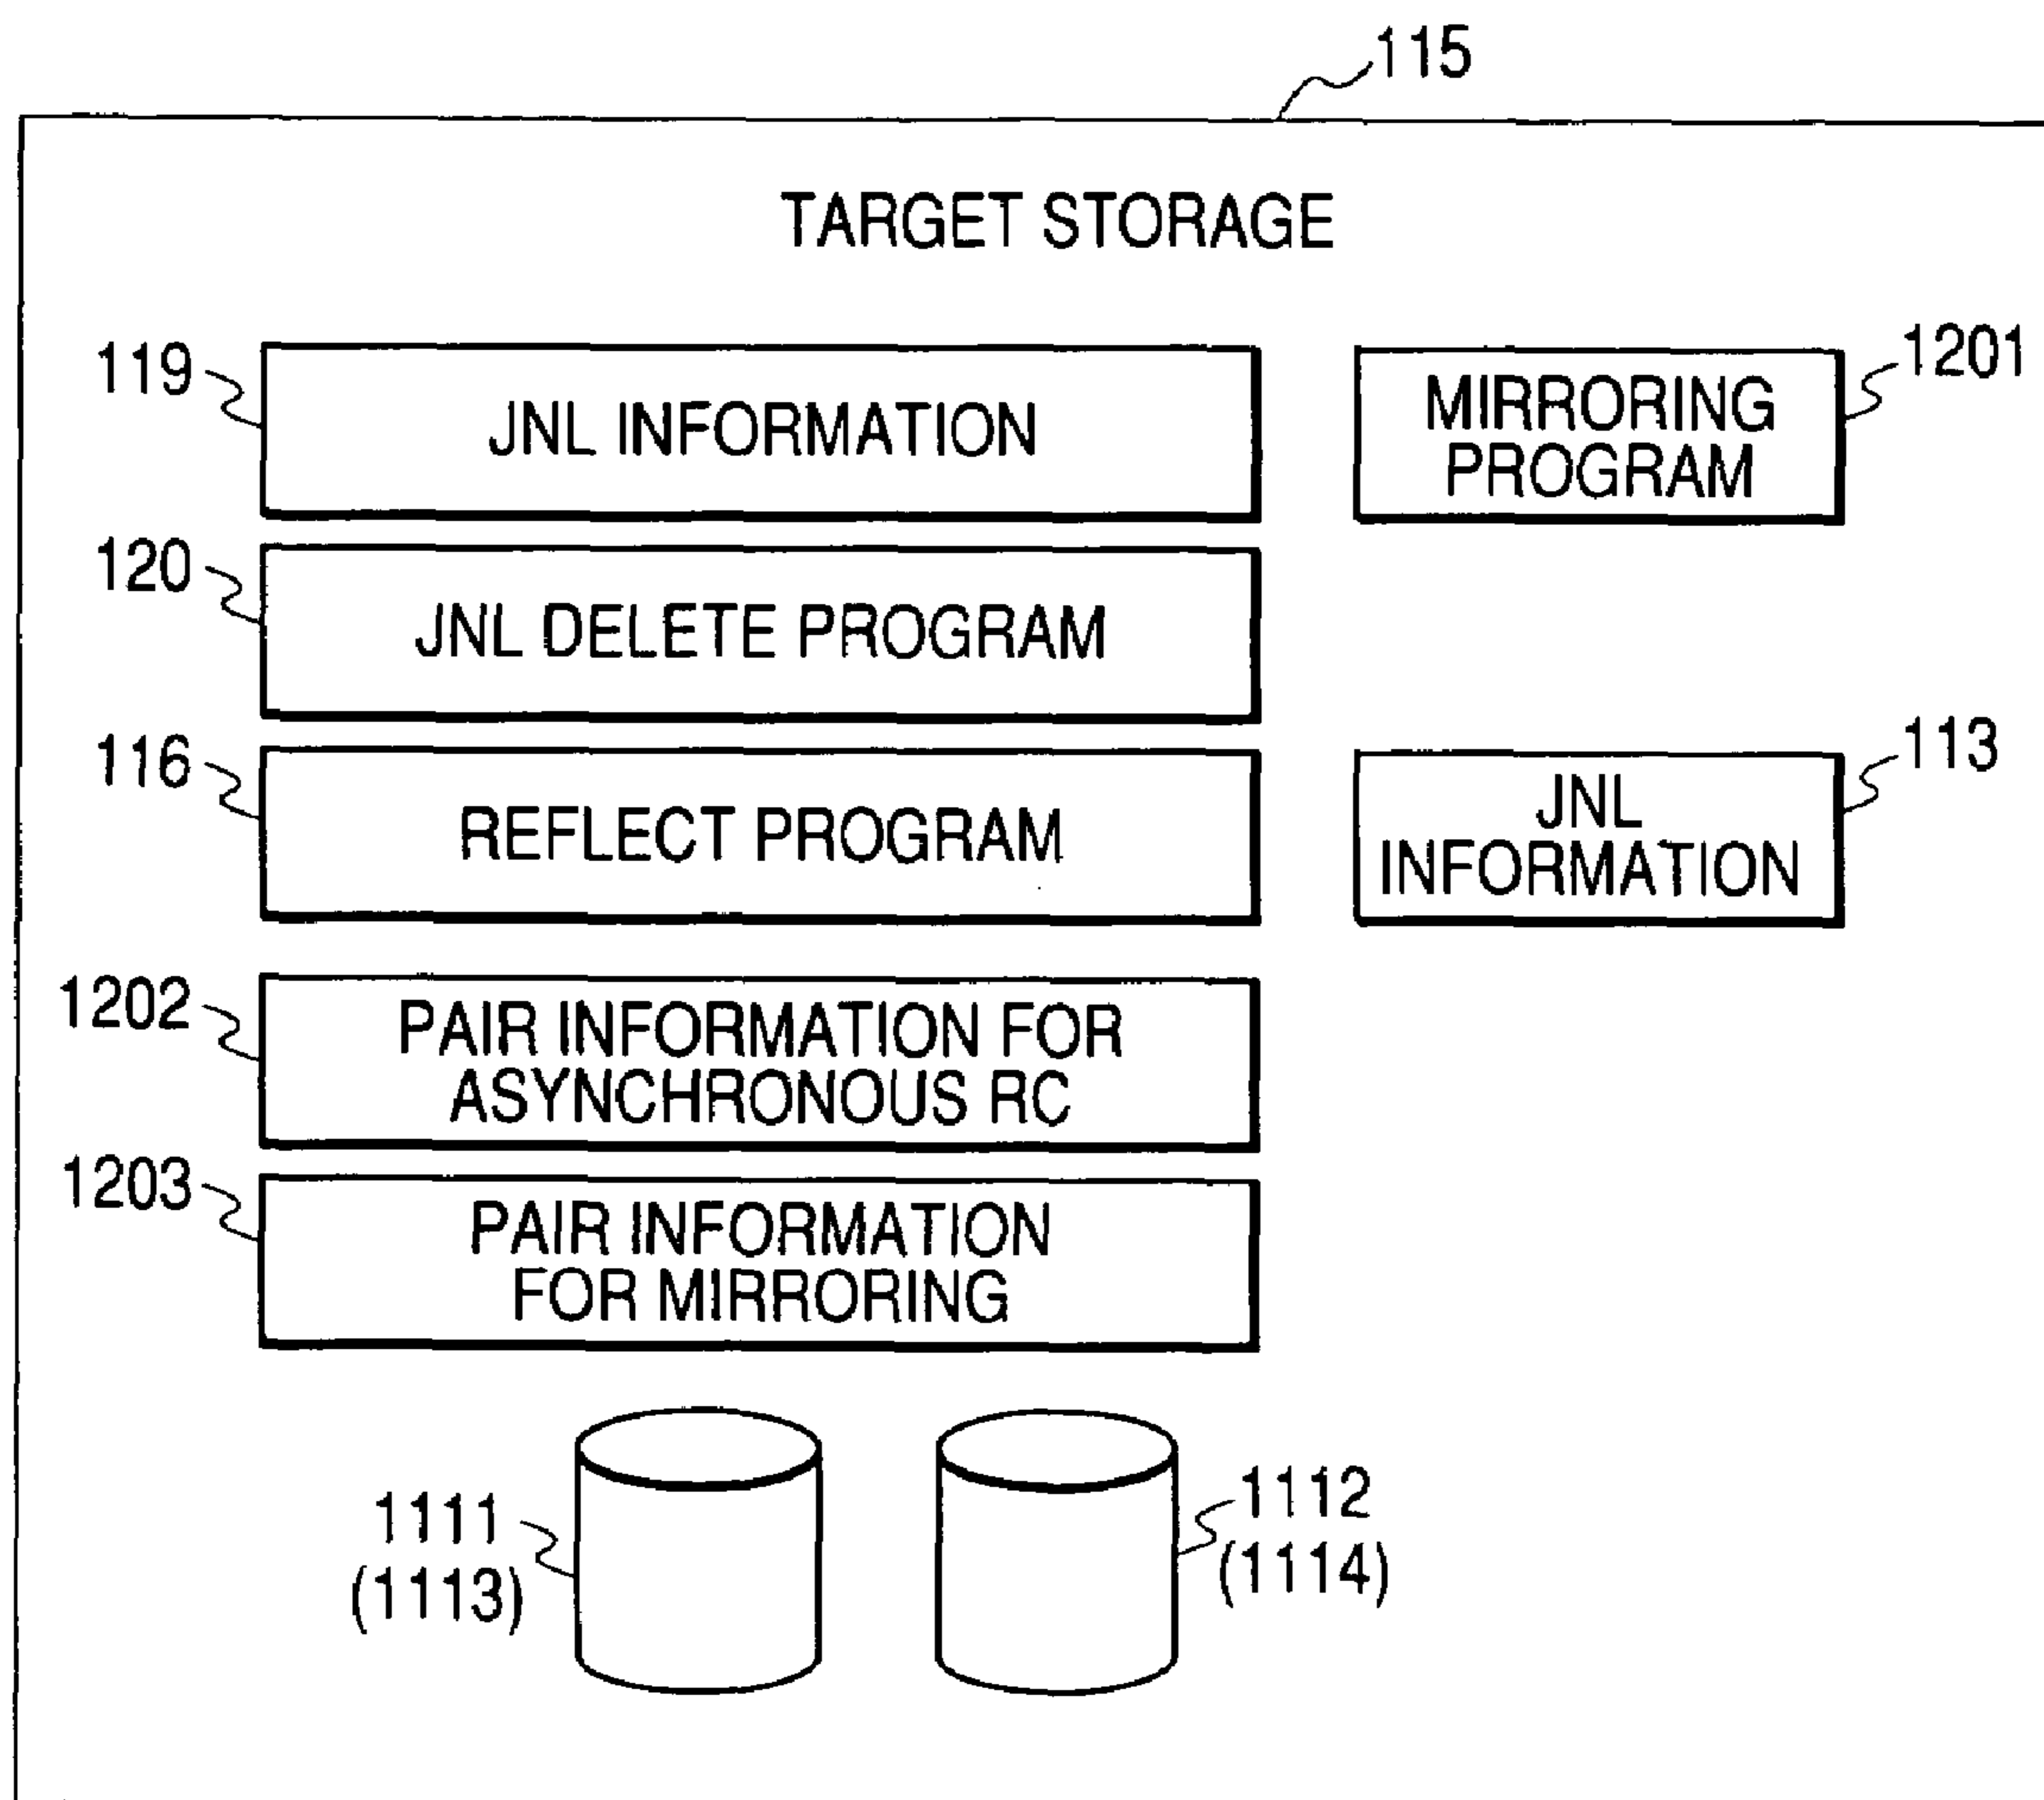 115
TARGET STORAGE
119
JNL INFORMATION
1201
MIRRORING
PROGRAM
120
JNL DELETE PROGRAM
116
REFLECT PROGRAM
113
JNL
INFORMATION
1202
PAIR INFORMATION FOR
ASYNCHRONOUS RC
1203
PAIR INFORMATION
FOR MIRRORING
1111
(1113)
1112
(1114)